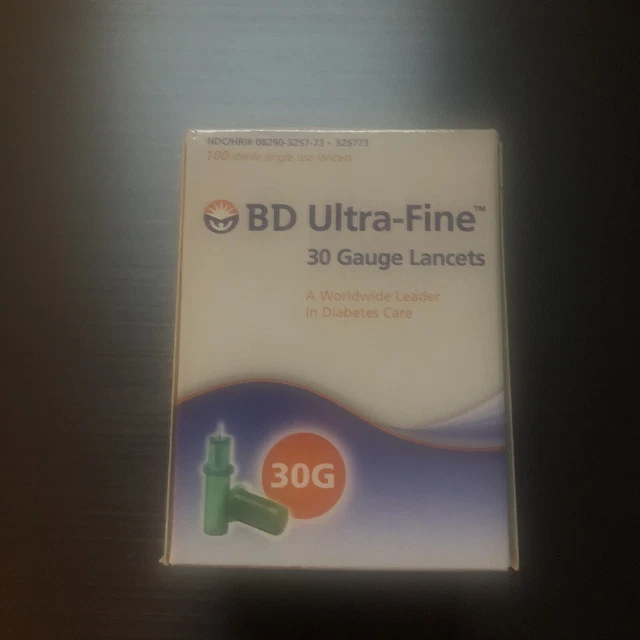 NDC/HRI# 08290-3257-73 • 325773
100 sterile single use lancets
BD Ultra-Fine™
30 Gauge Lancets
A Worldwide Leader
in Diabetes Care
30G